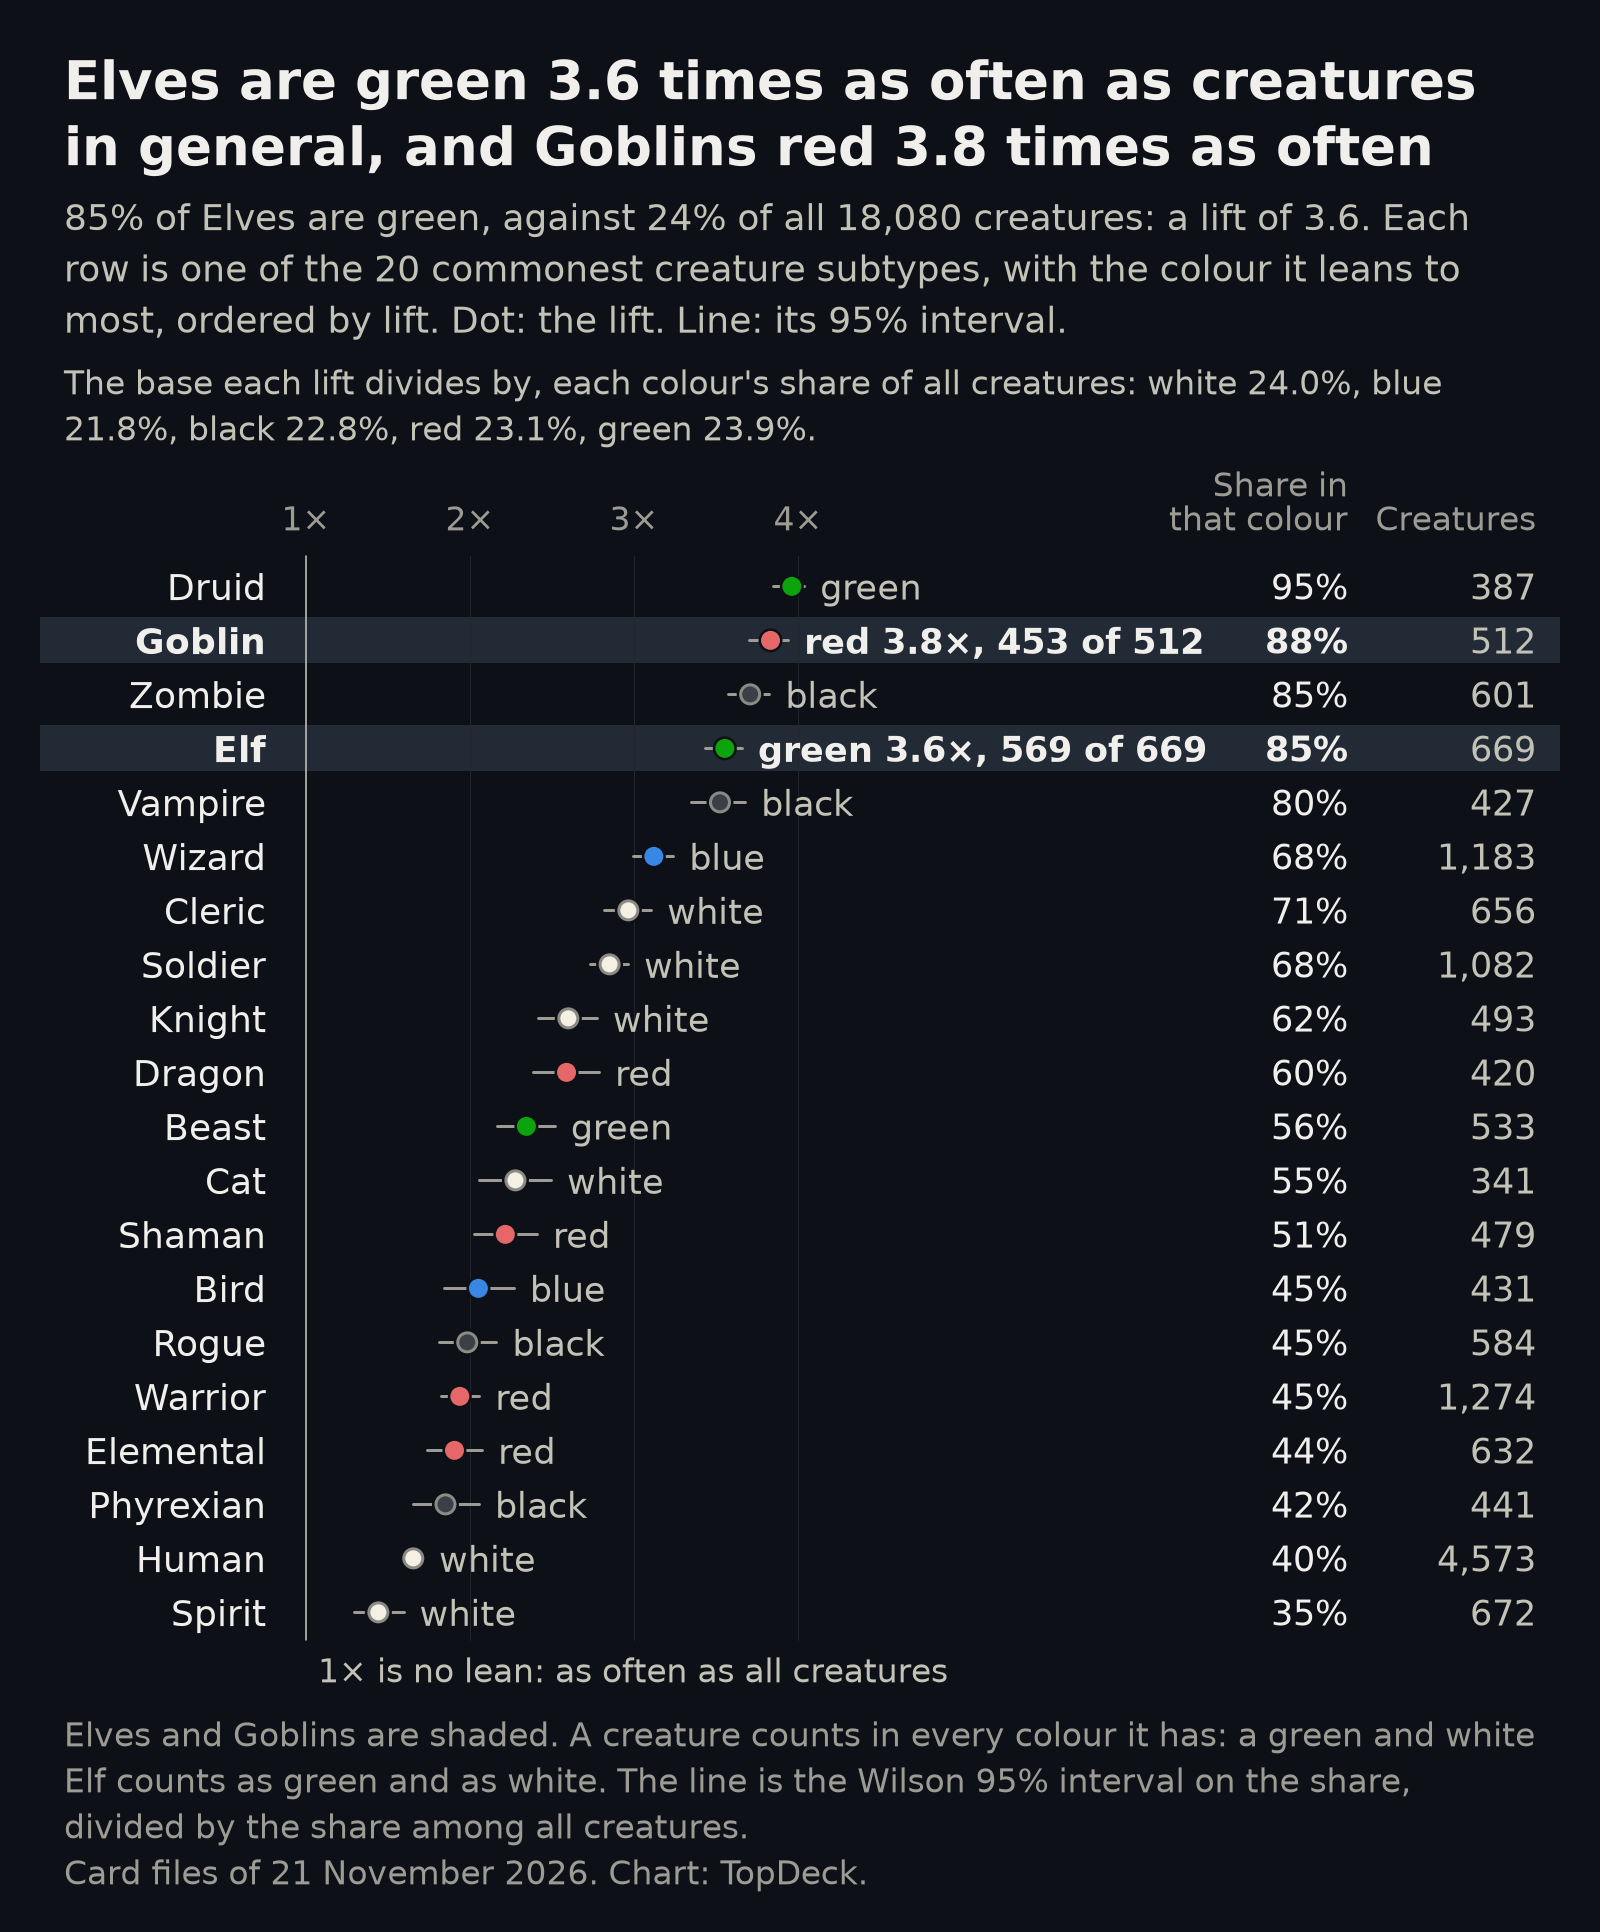 Elves are green 3.6 times as often as creatures
in general, and Goblins red 3.8 times as often
85% of Elves are green, against 24% of all 18,080 creatures: a lift of 3.6. Each
row is one of the 20 commonest creature subtypes, with the colour it leans to
most, ordered by lift. Dot: the lift. Line: its 95% interval.
The base each lift divides by, each colour's share of all creatures: white 24.0%, blue
21.8%, black 22.8%, red 23.1%, green 23.9%.
Share in
1× 2× 3× 4× that colour Creatures
Druid green 95% 387
Goblin red 3.8×, 453 of 512 88% 512
Zombie black 85% 601
Elf green 3.6×, 569 of 669 85% 669
Vampire black 80% 427
Wizard blue 68% 1,183
Cleric white 71% 656
Soldier white 68% 1,082
Knight white 62% 493
Dragon red 60% 420
Beast green 56% 533
Cat white 55% 341
Shaman red 51% 479
Bird blue 45% 431
Rogue black 45% 584
Warrior red 45% 1,274
Elemental red 44% 632
Phyrexian black 42% 441
Human white 40% 4,573
Spirit white 35% 672
1× is no lean: as often as all creatures
Elves and Goblins are shaded. A creature counts in every colour it has: a green and white
Elf counts as green and as white. The line is the Wilson 95% interval on the share,
divided by the share among all creatures.
Card files of 21 November 2026. Chart: TopDeck.